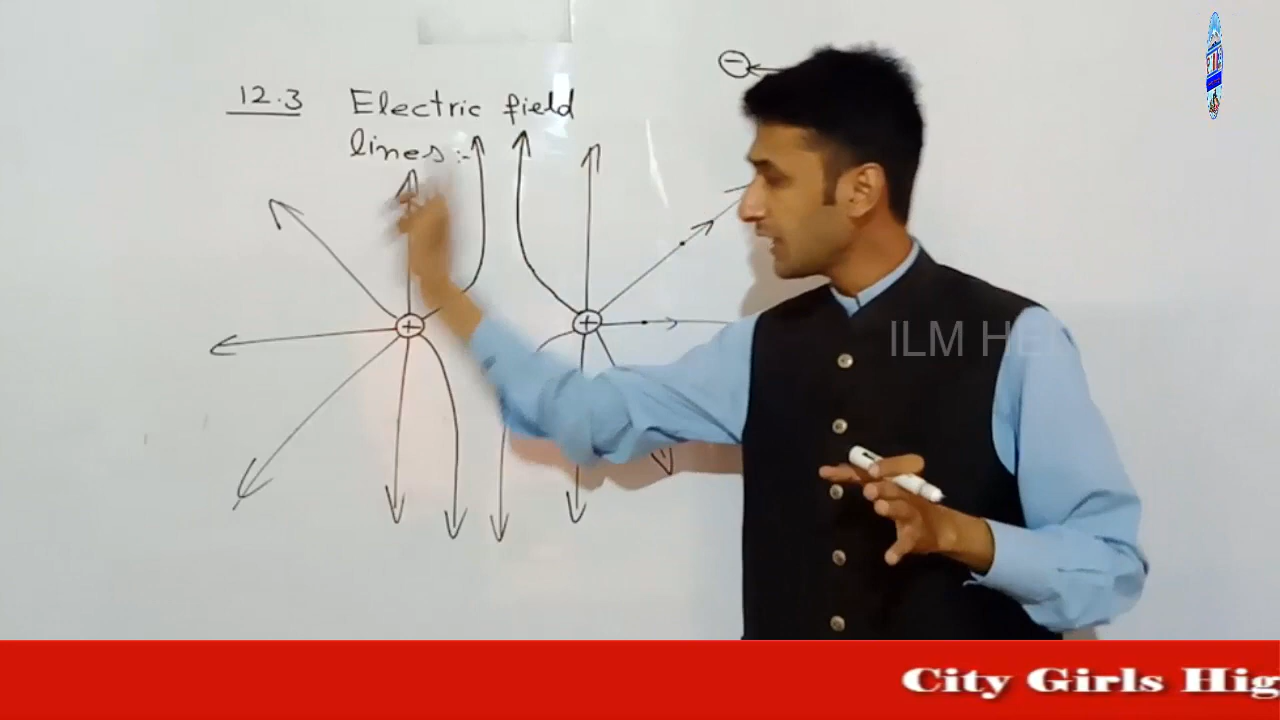 12.3 Electric field
lines:-
−
+
+
ILM HE
City Girls Hig